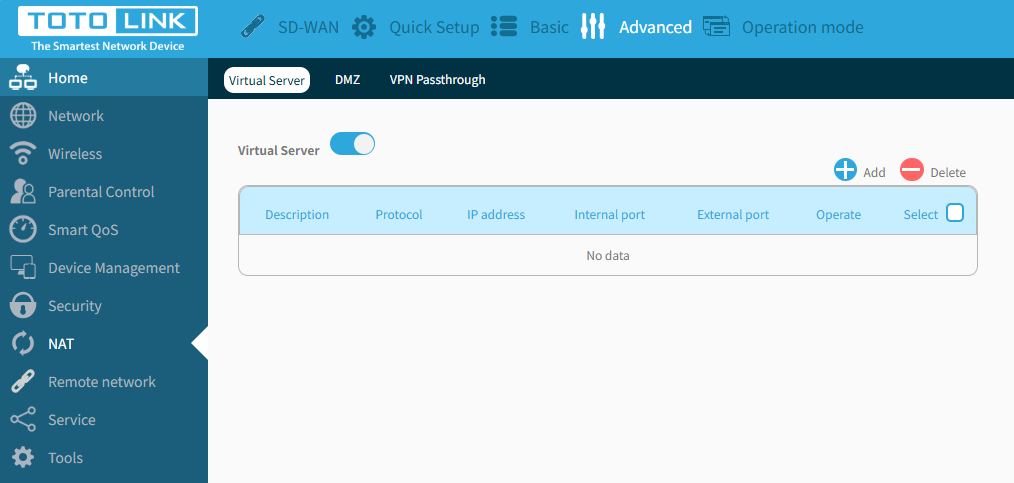 TOTO LINK
The Smartest Network Device
SD-WAN Quick Setup Basic Advanced Operation mode
Home
Network
Wireless
Parental Control
Smart QoS
Device Management
Security
NAT
Remote network
Service
Tools
Virtual Server DMZ VPN Passthrough
Virtual Server
Add Delete
Description Protocol IP address Internal port External port Operate Select
No data